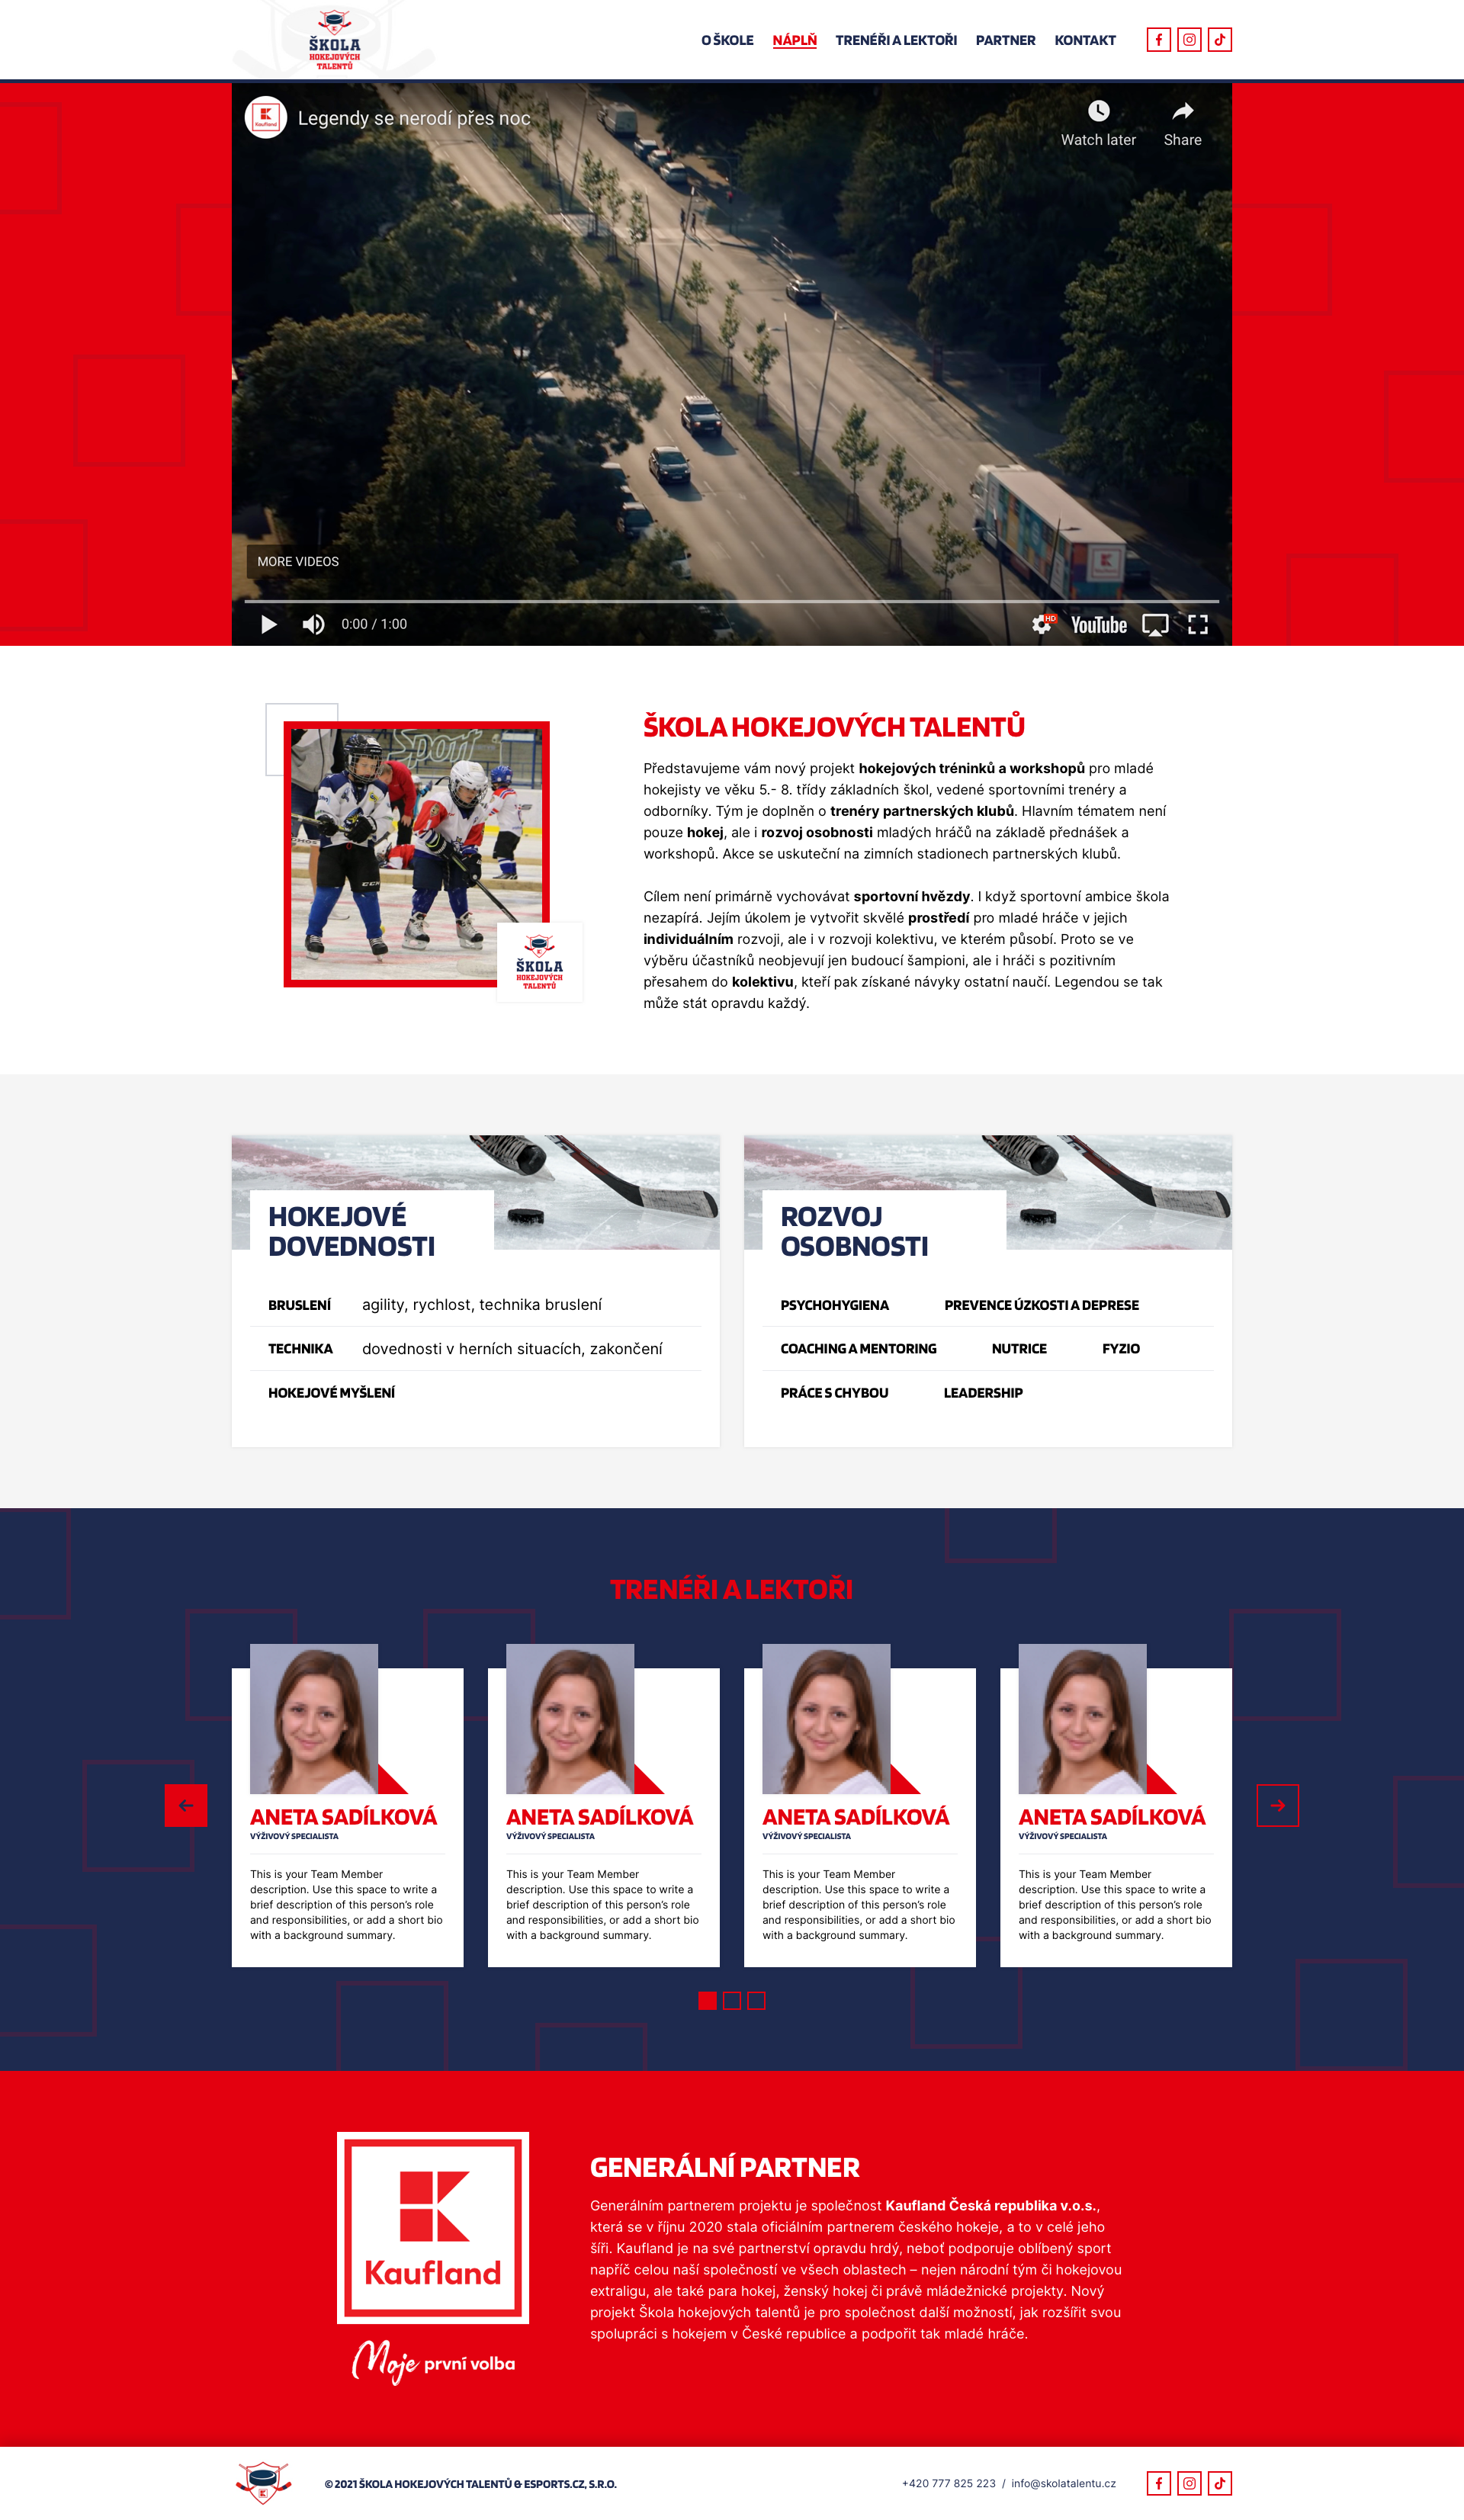 ŠKOLA
HOKEJOVÝCH
TALENTŮ
O ŠKOLE
NÁPLŇ
TRENÉŘI A LEKTOŘI
PARTNER
KONTAKT
Kaufland
Legendy se nerodí přes noc
Watch later
Share
MORE VIDEOS
0:00 / 1:00
HD
YouTube
Sport
CCM
ŠKOLA
HOKEJOVÝCH
TALENTŮ
ŠKOLA HOKEJOVÝCH TALENTŮ
Představujeme vám nový projekt hokejových tréninků a workshopů pro mladé
hokejisty ve věku 5.- 8. třídy základních škol, vedené sportovními trenéry a
odborníky. Tým je doplněn o trenéry partnerských klubů. Hlavním tématem není
pouze hokej, ale i rozvoj osobnosti mladých hráčů na základě přednášek a
workshopů. Akce se uskuteční na zimních stadionech partnerských klubů.
Cílem není primárně vychovávat sportovní hvězdy. I když sportovní ambice škola
nezapírá. Jejím úkolem je vytvořit skvělé prostředí pro mladé hráče v jejich
individuálním rozvoji, ale i v rozvoji kolektivu, ve kterém působí. Proto se ve
výběru účastníků neobjevují jen budoucí šampioni, ale i hráči s pozitivním
přesahem do kolektivu, kteří pak získané návyky ostatní naučí. Legendou se tak
může stát opravdu každý.
HOKEJOVÉ
DOVEDNOSTI
BRUSLENÍ agility, rychlost, technika bruslení
TECHNIKA dovednosti v herních situacích, zakončení
HOKEJOVÉ MYŠLENÍ
ROZVOJ
OSOBNOSTI
PSYCHOHYGIENA PREVENCE ÚZKOSTI A DEPRESE
COACHING A MENTORING NUTRICE FYZIO
PRÁCE S CHYBOU LEADERSHIP
TRENÉŘI A LEKTOŘI
ANETA SADÍLKOVÁ
VÝŽIVOVÝ SPECIALISTA
This is your Team Member
description. Use this space to write a
brief description of this person's role
and responsibilities, or add a short bio
with a background summary.
ANETA SADÍLKOVÁ
VÝŽIVOVÝ SPECIALISTA
This is your Team Member
description. Use this space to write a
brief description of this person's role
and responsibilities, or add a short bio
with a background summary.
ANETA SADÍLKOVÁ
VÝŽIVOVÝ SPECIALISTA
This is your Team Member
description. Use this space to write a
brief description of this person's role
and responsibilities, or add a short bio
with a background summary.
ANETA SADÍLKOVÁ
VÝŽIVOVÝ SPECIALISTA
This is your Team Member
description. Use this space to write a
brief description of this person's role
and responsibilities, or add a short bio
with a background summary.
Kaufland
Moje první volba
GENERÁLNÍ PARTNER
Generálním partnerem projektu je společnost Kaufland Česká republika v.o.s.,
která se v říjnu 2020 stala oficiálním partnerem českého hokeje, a to v celé jeho
šíři. Kaufland je na své partnerství opravdu hrdý, neboť podporuje oblíbený sport
napříč celou naší společností ve všech oblastech – nejen národní tým či hokejovou
extraligu, ale také para hokej, ženský hokej či právě mládežnické projekty. Nový
projekt Škola hokejových talentů je pro společnost další možností, jak rozšířit svou
spolupráci s hokejem v České republice a podpořit tak mladé hráče.
© 2021 ŠKOLA HOKEJOVÝCH TALENTŮ & ESPORTS.CZ, S.R.O.
+420 777 825 223 / info@skolatalentu.cz